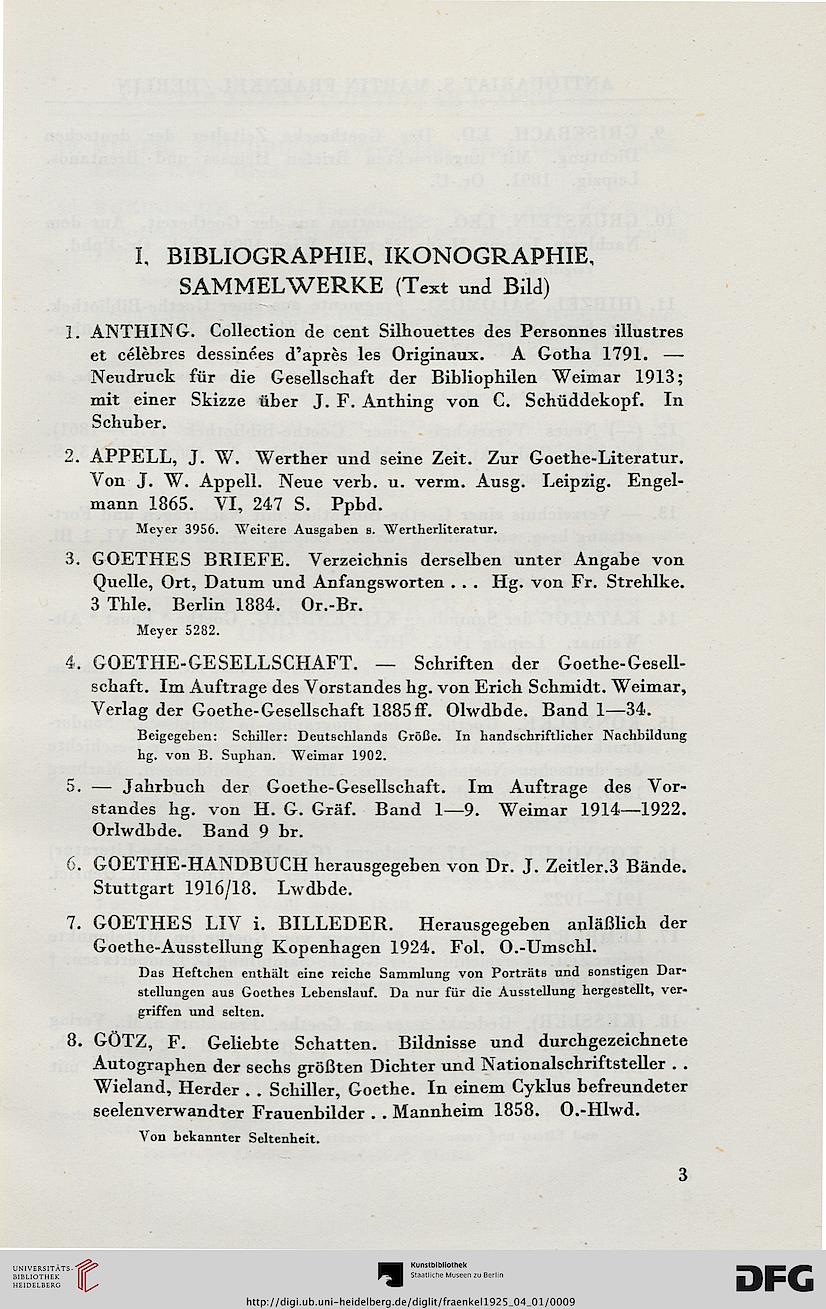 I. BIBLIOGRAPHIE, IKONOGRAPHIE,
SAMMELWERKE (Text und Bild)
1. ANTHING. Collection de cent Silhouettes des Personnes illustres
et célèbres dessinées d'après les Originaux. A Gotha 1791. —
Neudruck für die Gesellschaft der Bibliophilen Weimar 1913;
mit einer Skizze über J. F. Anthing von C. Schüddekopf. In
Schuber.
2. APPELL, J. W. Werther und seine Zeit. Zur Goethe-Literatur.
Von J. W. Appell. Neue verb. u. verm. Ausg. Leipzig. Engel-
mann 1865. VI, 247 S. Ppbd.
Meyer 3956. Weitere Ausgaben s. Wertherliteratur.
3. GOETHES BRIEFE. Verzeichnis derselben unter Angabe von
Quelle, Ort, Datum und Anfangsworten . . . Hg. von Fr. Strehlke.
3 Thle. Berlin 1884. Or.-Br.
Meyer 5282.
4. GOETHE-GESELLSCHAFT. — Schriften der Goethe-Gesell-
schaft. Im Auftrage des Vorstandes hg. von Erich Schmidt. Weimar,
Verlag der Goethe-Gesellschaft 1885 ff. Olwdbde. Band 1—34.
Beigegeben: Schiller: Deutschlands Größe. In handschriftlicher Nachbildung
hg. von B. Suphan. Weimar 1902.
5. — Jahrbuch der Goethe-Gesellschaft. Im Auftrage des Vor-
standes hg. von H. G. Gräf. Band 1—9. Weimar 1914—1922.
Orlwdbde. Band 9 br.
6. GOETHE-HANDBUCH herausgegeben von Dr. J. Zeitler.3 Bände.
Stuttgart 1916/18. Lwdbde.
7. GOETHES LIV i. BILLEDER. Herausgegeben anläßlich der
Goethe-Ausstellung Kopenhagen 1924. Fol. O.-Umschl.
Das Heftchen enthält eine reiche Sammlung von Porträts und sonstigen Dar-
stellungen aus Goethes Lebenslauf. Da nur für die Ausstellung hergestellt, ver-
griffen und selten.
8. GÖTZ, F. Geliebte Schatten. Bildnisse und durchgezeichnete
Autographen der sechs größten Dichter und Nationalschriftsteller . .
Wieland, Herder . . Schiller, Goethe. In einem Cyklus befreundeter
seelenverwandter Frauenbilder . . Mannheim 1858. O.-Hlwd.
Von bekannter Seltenheit.
3
UNIVERSITÄTS-
BIBLIOTHEK
HEIDELBERG
Kunstbibliothek
Staatliche Museen zu Berlin
DFG
http://digi.ub.uni-heidelberg.de/diglit/fraenkel1925_04_01/0009